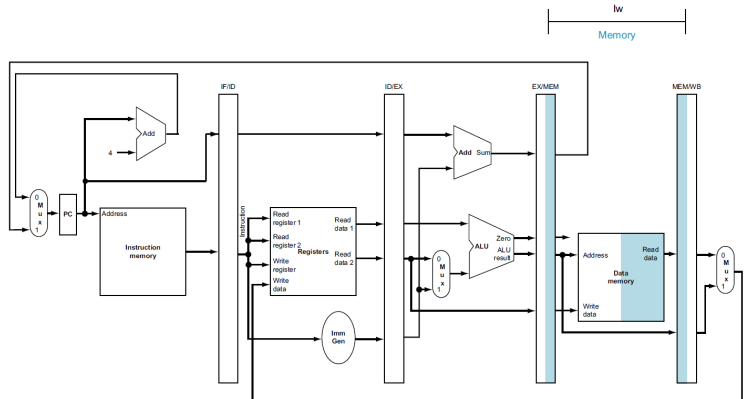 lw
Memory
IF/ID
ID/EX
EX/MEM
MEM/WB
Add
4
Add Sum
0
M
u
x
1
PC
Address
Instruction
memory
Instruction
Read
register 1
Read
register 2
Write
register
Write
data
Registers
Read
data 1
Read
data 2
Imm
Gen
0
M
u
x
1
Zero
ALU
ALU
result
Address
Write
data
Data
memory
Read
data
0
M
u
x
1